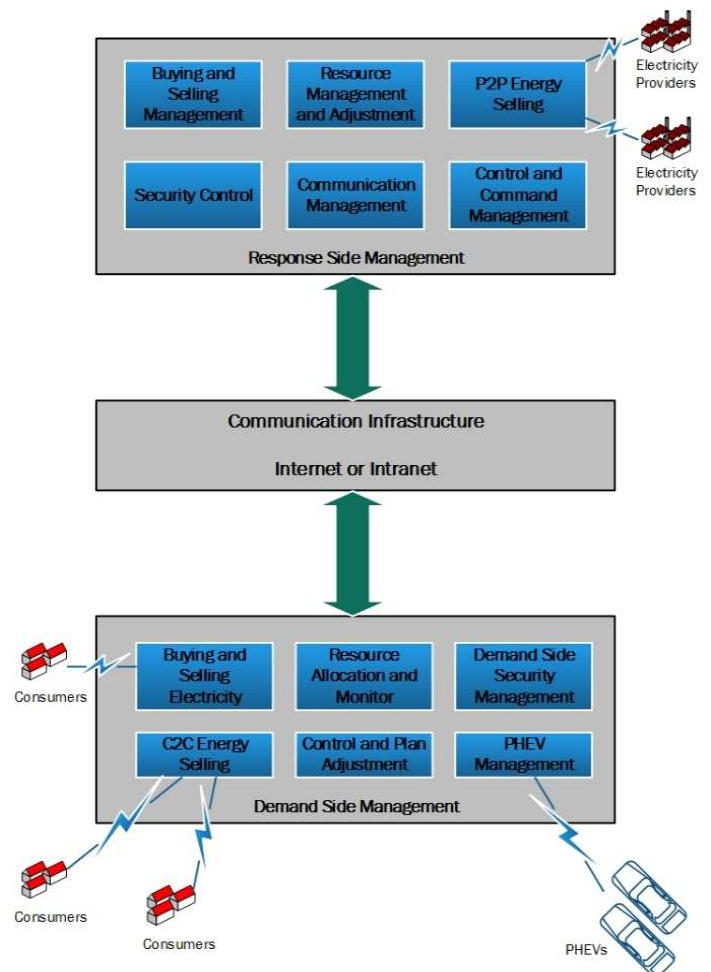 Buying and
Selling
Management
Resource
Management
and Adjustment
P2P Energy
Selling
Electricity
Providers
Security Control
Communication
Management
Control and
Command
Management
Electricity
Providers
Response Side Management
Communication Infrastructure
Internet or Intranet
Buying and
Selling
Electricity
Resource
Allocation and
Monitor
Demand Side
Security
Management
Consumers
C2C Energy
Selling
Control and Plan
Adjustment
PHEV
Management
Demand Side Management
Consumers
Consumers
PHEVs